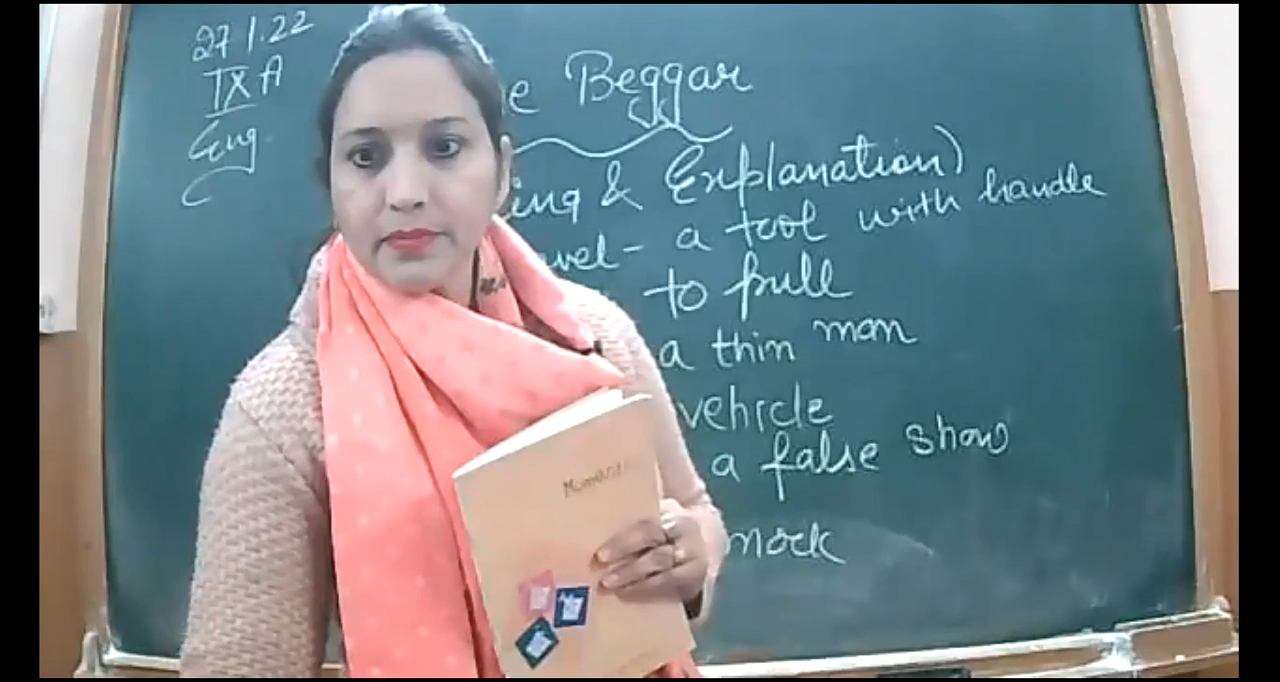 27 1.22
IX A
Eng.
e Beggar
ing & Explanation)
vel - a tool with handle
to pull
a thin man
vehicle
a false show
mock
Moments